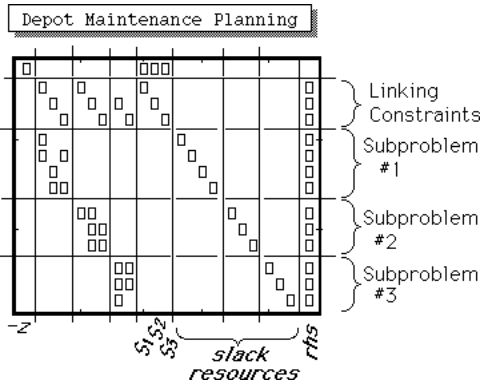 Depot Maintenance Planning
Linking
Constraints
Subproblem
#1
Subproblem
#2
Subproblem
#3
-Z
S1
S2
S3
slack
resources
rhs